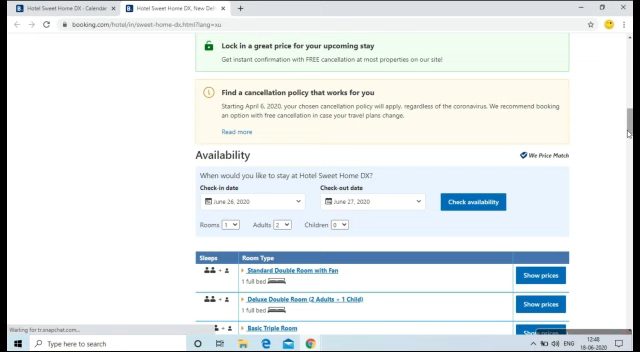 Hotel Sweet Home DX - Calendar
Hotel Sweet Home DX, New Del
booking.com/hotel/in/sweet-home-dx.html?lang=xu
Lock in a great price for your upcoming stay
Get instant confirmation with FREE cancellation at most properties on our site!
Find a cancellation policy that works for you
Starting April 6, 2020, your chosen cancellation policy will apply, regardless of the coronavirus. We recommend booking
an option with free cancellation in case your travel plans change.
Read more
Availability
We Price Match
When would you like to stay at Hotel Sweet Home DX?
Check-in date
Check-out date
June 26, 2020
June 27, 2020
Check availability
Rooms 1 Adults 2 Children 0
Sleeps Room Type
Standard Double Room with Fan
1 full bed
Show prices
Deluxe Double Room (2 Adults + 1 Child)
1 full bed
Show prices
Basic Triple Room
Show prices
Waiting for tr.snapchat.com...
Type here to search
ENG
12:48
18-06-2020